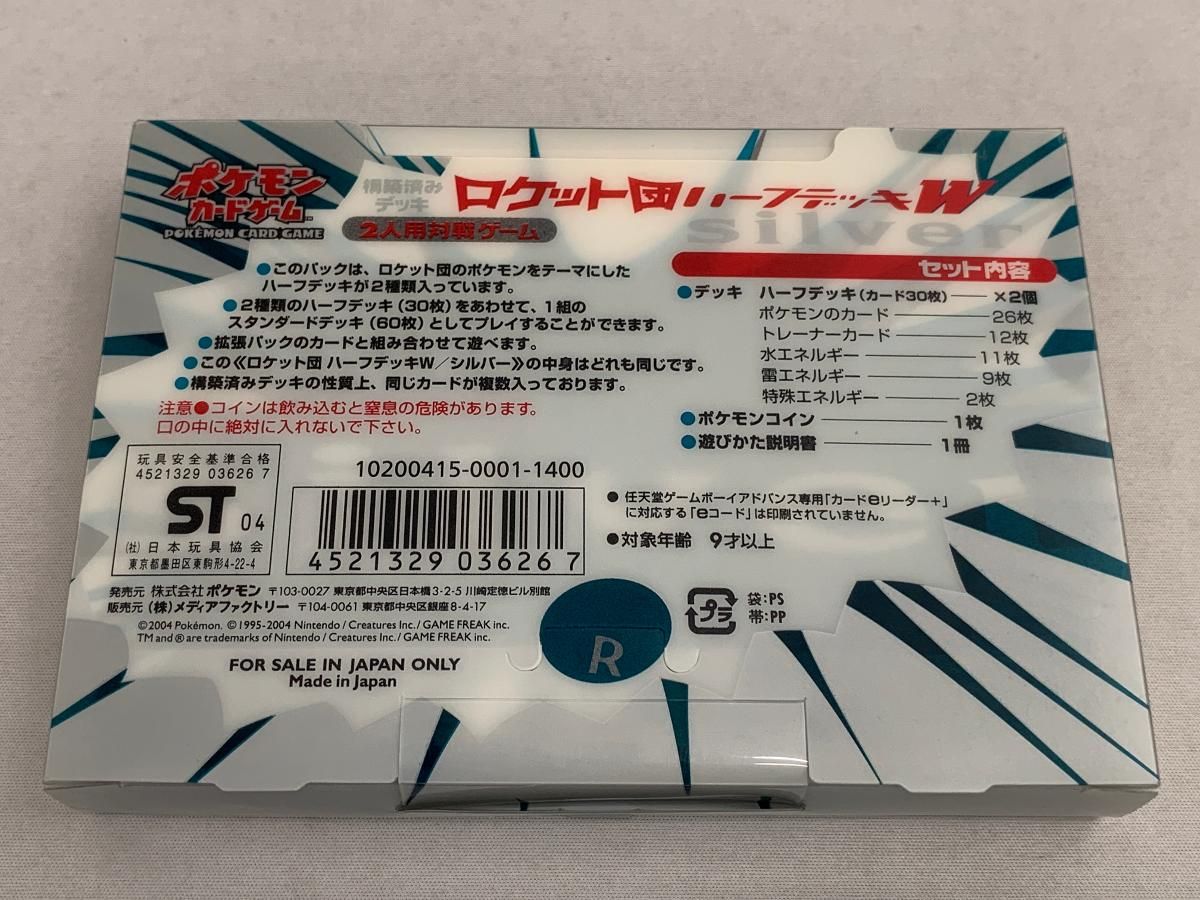 ポケモン
カードゲーム™
POKÉMON CARD GAME
構築済み
デッキ
ロケット団ハーフデッキW
Silver
2人用対戦ゲーム
●このパックは、ロケット団のポケモンをテーマにした
ハーフデッキが2種類入っています。
●2種類のハーフデッキ(30枚)をあわせて、1組の
スタンダードデッキ(60枚)としてプレイすることができます。
●拡張パックのカードと組み合わせて遊べます。
●この《ロケット団 ハーフデッキW/シルバー》の中身はどれも同じです。
●構築済みデッキの性質上、同じカードが複数入っております。
注意●コインは飲み込むと窒息の危険があります。
口の中に絶対に入れないで下さい。
セット内容
●デッキ ハーフデッキ(カード30枚) ×2個
ポケモンのカード 26枚
トレーナーカード 12枚
水エネルギー 11枚
雷エネルギー 9枚
特殊エネルギー 2枚
●ポケモンコイン 1枚
●遊びかた説明書 1冊
玩具安全基準合格
4521329 03626 7
ST 04
(社)日本玩具協会
東京都墨田区東駒形4-22-4
10200415-0001-1400
4521329036267
●任天堂ゲームボーイアドバンス専用「カードeリーダー+」
に対応する「eコード」は印刷されていません。
●対象年齢 9才以上
発売元 株式会社 ポケモン 〒103-0027 東京都中央区日本橋3-2-5 川崎定徳ビル別館
販売元 (株)メディアファクトリー 〒104-0061 東京都中央区銀座8-4-17
©2004 Pokémon. ©1995-2004 Nintendo / Creatures Inc. / GAME FREAK inc.
TM and ® are trademarks of Nintendo / Creatures Inc. / GAME FREAK inc.
FOR SALE IN JAPAN ONLY
Made in Japan
R
プラ
袋:PS
帯:PP